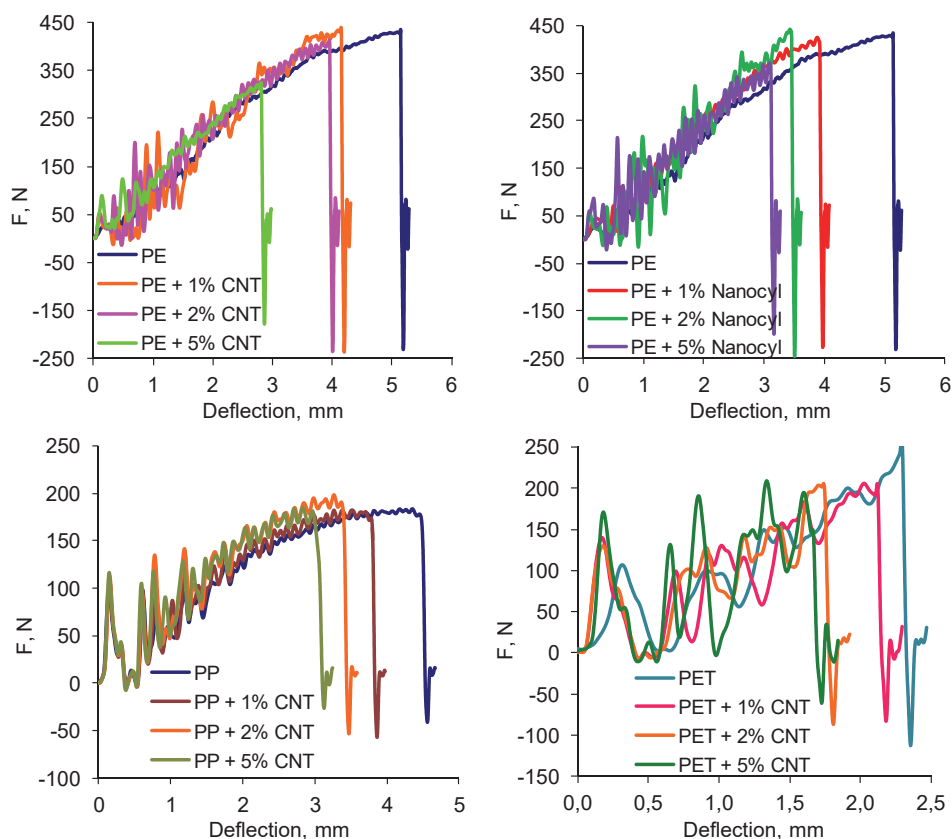 450
350
250
150
50
-50
-150
-250
F, N
PE
PE + 1% CNT
PE + 2% CNT
PE + 5% CNT
0 1 2 3 4 5 6
Deflection, mm
450
350
250
150
50
-50
-150
-250
F, N
PE
PE + 1% Nanocyl
PE + 2% Nanocyl
PE + 5% Nanocyl
0 1 2 3 4 5 6
Deflection, mm
250
200
150
100
50
0
-50
-100
F, N
PP
PP + 1% CNT
PP + 2% CNT
PP + 5% CNT
0 1 2 3 4 5
Deflection, mm
250
200
150
100
50
0
-50
-100
-150
F, N
PET
PET + 1% CNT
PET + 2% CNT
PET + 5% CNT
0,0 0,5 1,0 1,5 2,0 2,5
Deflection, mm